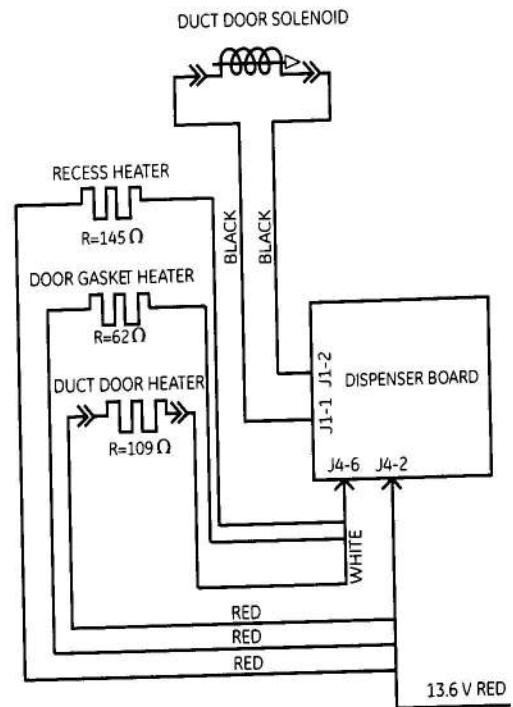 DUCT DOOR SOLENOID
RECESS HEATER
R=145 Ω
BLACK
BLACK
DOOR GASKET HEATER
R=62 Ω
DUCT DOOR HEATER
R=109 Ω
J1-2
J1-1
DISPENSER BOARD
J4-6 J4-2
WHITE
RED
RED
RED
13.6 V RED